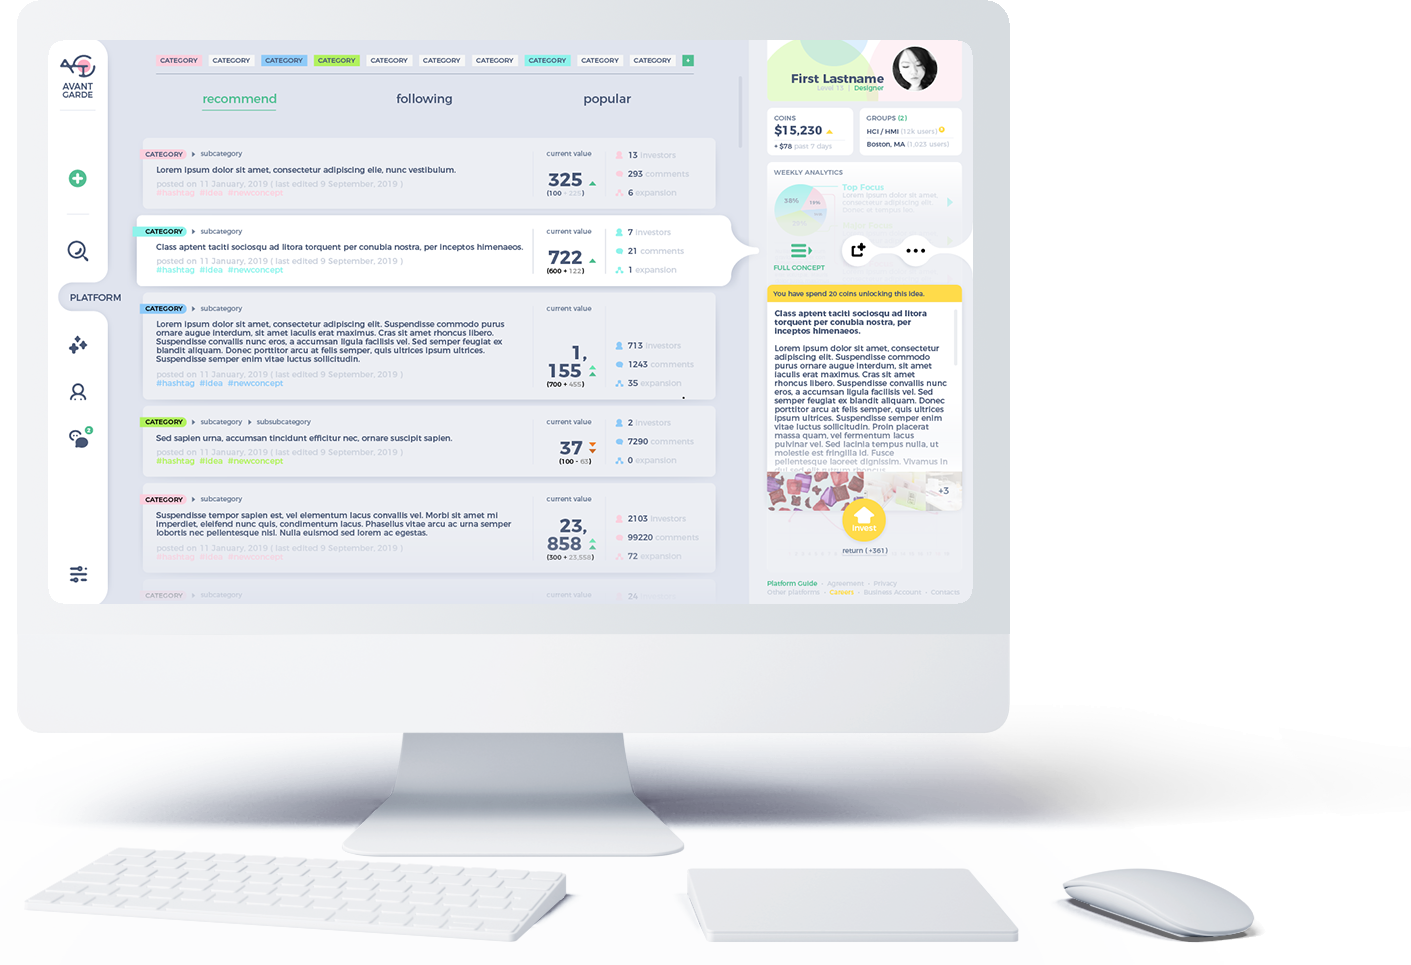 AVANT
GARDE
PLATFORM
3
CATEGORY CATEGORY CATEGORY CATEGORY CATEGORY CATEGORY CATEGORY CATEGORY CATEGORY CATEGORY +
recommend following popular
CATEGORY subcategory
Lorem ipsum dolor sit amet, consectetur adipiscing elle, nunc vestibulum.
posted on 11 January, 2019 ( last edited 9 September, 2019 )
#hashtag #idea #newconcept
current value
325
(100 + 225)
13 investors
293 comments
6 expansion
CATEGORY subcategory
Class aptent taciti sociosqu ad litora torquent per conubia nostra, per inceptos himenaeos.
posted on 11 January, 2019 ( last edited 9 September, 2019 )
#hashtag #idea #newconcept
current value
722
(600 + 122)
7 investors
21 comments
1 expansion
CATEGORY subcategory
Lorem ipsum dolor sit amet, consectetur adipiscing elit. Suspendisse commodo purus
ornare augue interdum, sit amet iaculis erat maximus. Cras sit amet rhoncus libero.
Suspendisse convallis nunc eros, a accumsan ligula facilisis vel. Sed semper feugiat ex
blandit aliquam. Donec porttitor arcu at felis semper, quis ultrices ipsum ultrices.
Suspendisse semper enim vitae luctus sollicitudin.
posted on 11 January, 2019 ( last edited 9 September, 2019 )
#hashtag #idea #newconcept
current value
1,
155
(700 + 455)
713 investors
1243 comments
35 expansion
CATEGORY subcategory subsubcategory
Sed sapien urna, accumsan tincidunt efficitur nec, ornare suscipit sapien.
posted on 11 January, 2019 ( last edited 9 September, 2019 )
#hashtag #idea #newconcept
current value
37
(100 - 63)
2 investors
7290 comments
0 expansion
CATEGORY subcategory
Suspendisse tempor sapien est, vel elementum lacus convallis vel. Morbi sit amet mi
imperdiet, eleifend nunc quis, condimentum lacus. Phasellus vitae arcu ac urna semper
lobortis nec pellentesque nisl. Nulla euismod sed lorem ac egestas.
posted on 11 January, 2019 ( last edited 9 September, 2019 )
#hashtag #idea #newconcept
current value
23,
858
(300 + 23.558)
2103 investors
99220 comments
72 expansion
CATEGORY subcategory
current value
24 investors
First Lastname
Level 13 | Designer
COINS
$15,230
+ $78 past 7 days
GROUPS (2)
HCI / HMI (12k users)
Boston, MA (1,023 users)
WEEKLY ANALYTICS
38%
Top Focus
Lorem ipsum dolor sit amet,
consectetur adipiscing elit.
FULL CONCEPT
You have spend 20 coins unlocking this idea.
Class aptent taciti sociosqu ad litora
torquent per conubia nostra, per
inceptos himenaeos.
Lorem ipsum dolor sit amet, consectetur
adipiscing elit. Suspendisse commodo
purus ornare augue interdum, sit amet
iaculis erat maximus. Cras sit amet
rhoncus libero. Suspendisse convallis nunc
eros, a accumsan ligula facilisis vel. Sed
semper feugiat ex blandit aliquam. Donec
porttitor arcu at felis semper, quis ultrices
ipsum ultrices. Suspendisse semper enim
vitae luctus sollicitudin. Proin placerat
massa quam, vel fermentum lacus
pulvinar vel. Sed lacinia tempus nulla, ut
molestie est fringilla id. Fusce
pellentesque laoreet dignissim. Vivamus in
dui sed elit rutrum rhoncus.
+3
invest
return ( +361 )
Platform Guide - Agreement - Privacy
Other platforms - Careers - Business Account - Contacts